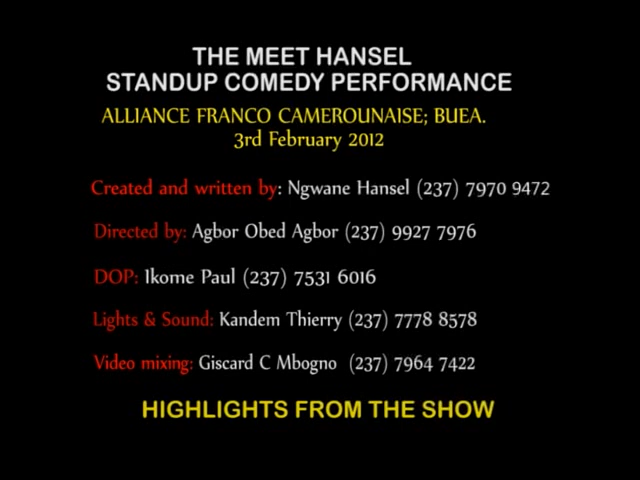 THE MEET HANSEL
STANDUP COMEDY PERFORMANCE
ALLIANCE FRANCO CAMEROUNAISE; BUEA.
3rd February 2012
Created and written by: Ngwane Hansel (237) 7970 9472
Directed by: Agbor Obed Agbor (237) 9927 7976
DOP: Ikome Paul (237) 7531 6016
Lights & Sound: Kandem Thierry (237) 7778 8578
Video mixing: Giscard C Mbogno (237) 7964 7422
HIGHLIGHTS FROM THE SHOW